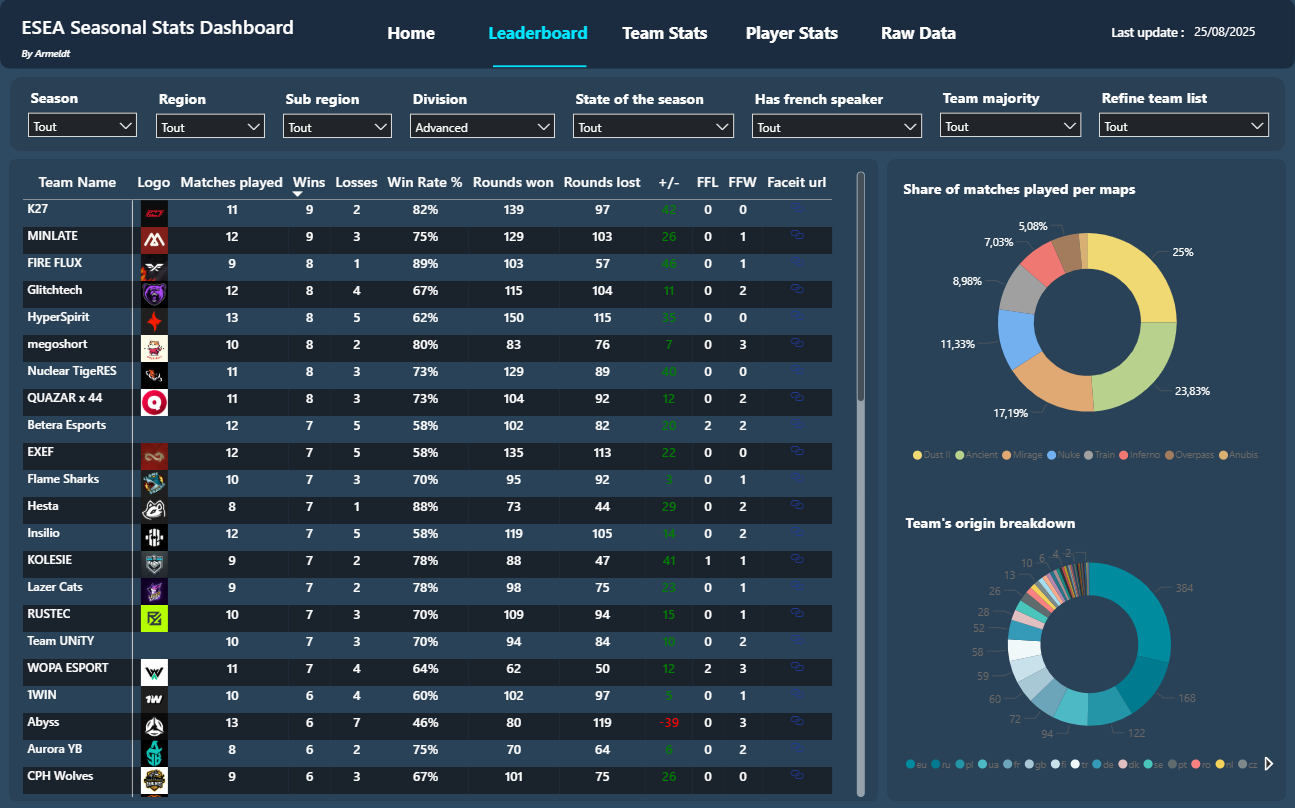 ESEA Seasonal Stats Dashboard
By Armeldt
Home Leaderboard Team Stats Player Stats Raw Data
Last update : 25/08/2025
Season Region Sub region Division State of the season Has french speaker Team majority Refine team list
Tout Tout Tout Advanced Tout Tout Tout Tout
Team Name Logo Matches played Wins Losses Win Rate % Rounds won Rounds lost +/- FFL FFW Faceit url
K27 11 9 2 82% 139 97 42 0 0
MINLATE 12 9 3 75% 129 103 26 0 1
FIRE FLUX 9 8 1 89% 103 57 46 0 1
Glitchtech 12 8 4 67% 115 104 11 0 2
HyperSpirit 13 8 5 62% 150 115 35 0 0
megoshort 10 8 2 80% 83 76 7 0 3
Nuclear TigeRES 11 8 3 73% 129 89 40 0 0
QUAZAR x 44 11 8 3 73% 104 92 12 0 2
Betera Esports 12 7 5 58% 102 82 20 2 2
EXEF 12 7 5 58% 135 113 22 0 0
Flame Sharks 10 7 3 70% 95 92 3 0 1
Hesta 8 7 1 88% 73 44 29 0 2
Insilio 12 7 5 58% 119 105 14 0 2
KOLESIE 9 7 2 78% 88 47 41 1 1
Lazer Cats 9 7 2 78% 98 75 23 0 1
RUSTEC 10 7 3 70% 109 94 15 0 1
Team UNiTY 10 7 3 70% 94 84 10 0 2
WOPA ESPORT 11 7 4 64% 62 50 12 2 3
1WIN 1W 10 6 4 60% 102 97 5 0 1
Abyss 13 6 7 46% 80 119 -39 0 3
Aurora YB 8 6 2 75% 70 64 6 0 2
CPH Wolves 9 6 3 67% 101 75 26 0 0
Share of matches played per maps
5,08%
7,03%
25%
8,98%
11,33%
23,83%
17,19%
Dust II Ancient Mirage Nuke Train Inferno Overpass Anubis
Team's origin breakdown
10 6 4 2
13
384
26
28
52
58
59
60
168
72
122
94
eu ru pl ua fr gb fi tr de dk se pt ro nl cz